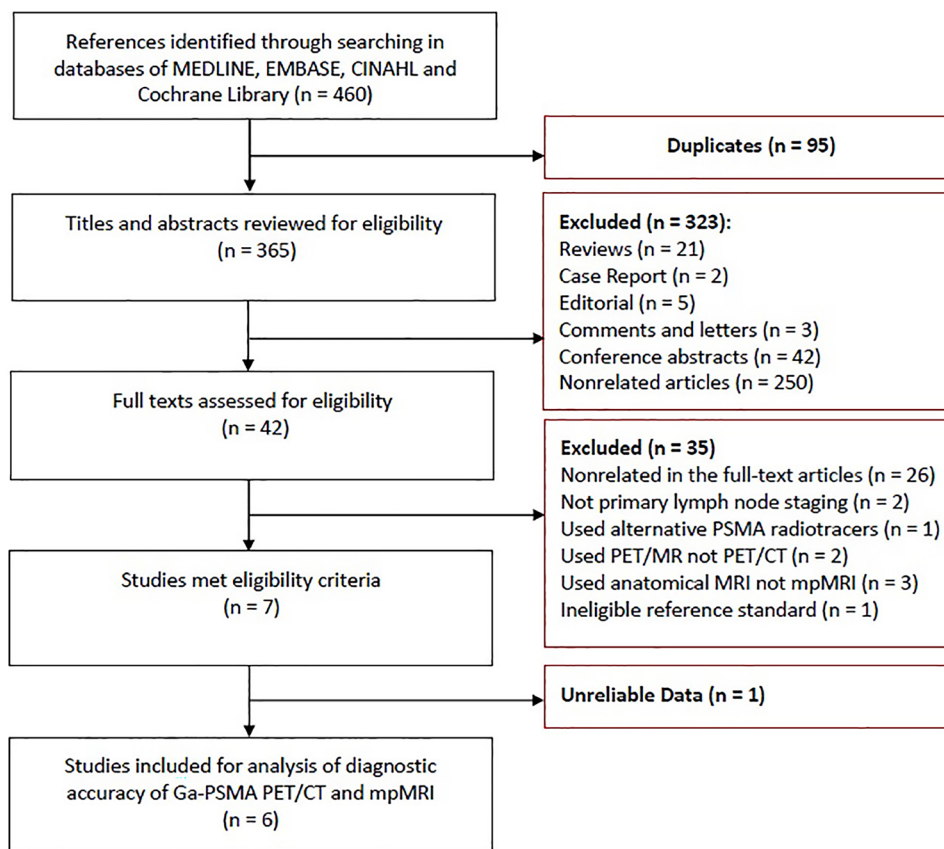 References identified through searching in
databases of MEDLINE, EMBASE, CINAHL and
Cochrane Library (n = 460)
Duplicates (n = 95)
Titles and abstracts reviewed for eligibility
(n = 365)
Excluded (n = 323):
Reviews (n = 21)
Case Report (n = 2)
Editorial (n = 5)
Comments and letters (n = 3)
Conference abstracts (n = 42)
Nonrelated articles (n = 250)
Full texts assessed for eligibility
(n = 42)
Excluded (n = 35)
Nonrelated in the full-text articles (n = 26)
Not primary lymph node staging (n = 2)
Used alternative PSMA radiotracers (n = 1)
Used PET/MR not PET/CT (n = 2)
Used anatomical MRI not mpMRI (n = 3)
Ineligible reference standard (n = 1)
Studies met eligibility criteria
(n = 7)
Unreliable Data (n = 1)
Studies included for analysis of diagnostic
accuracy of Ga-PSMA PET/CT and mpMRI
(n = 6)